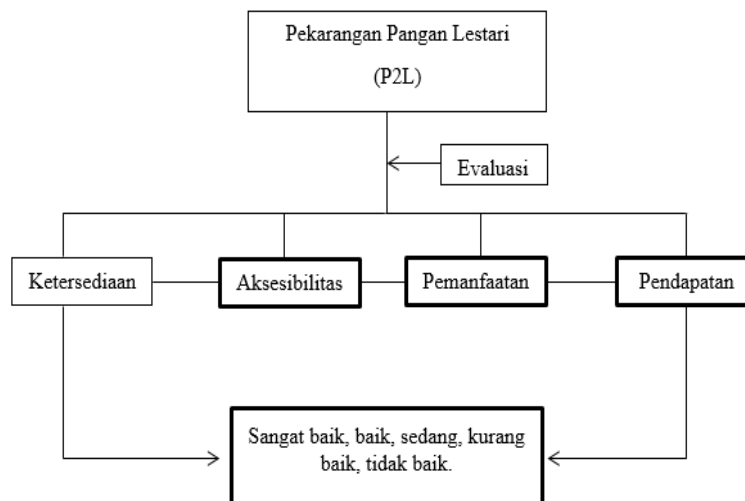 Pekarangan Pangan Lestari
(P2L)
Evaluasi
Ketersediaan
Aksesibilitas
Pemanfaatan
Pendapatan
Sangat baik, baik, sedang, kurang
baik, tidak baik.